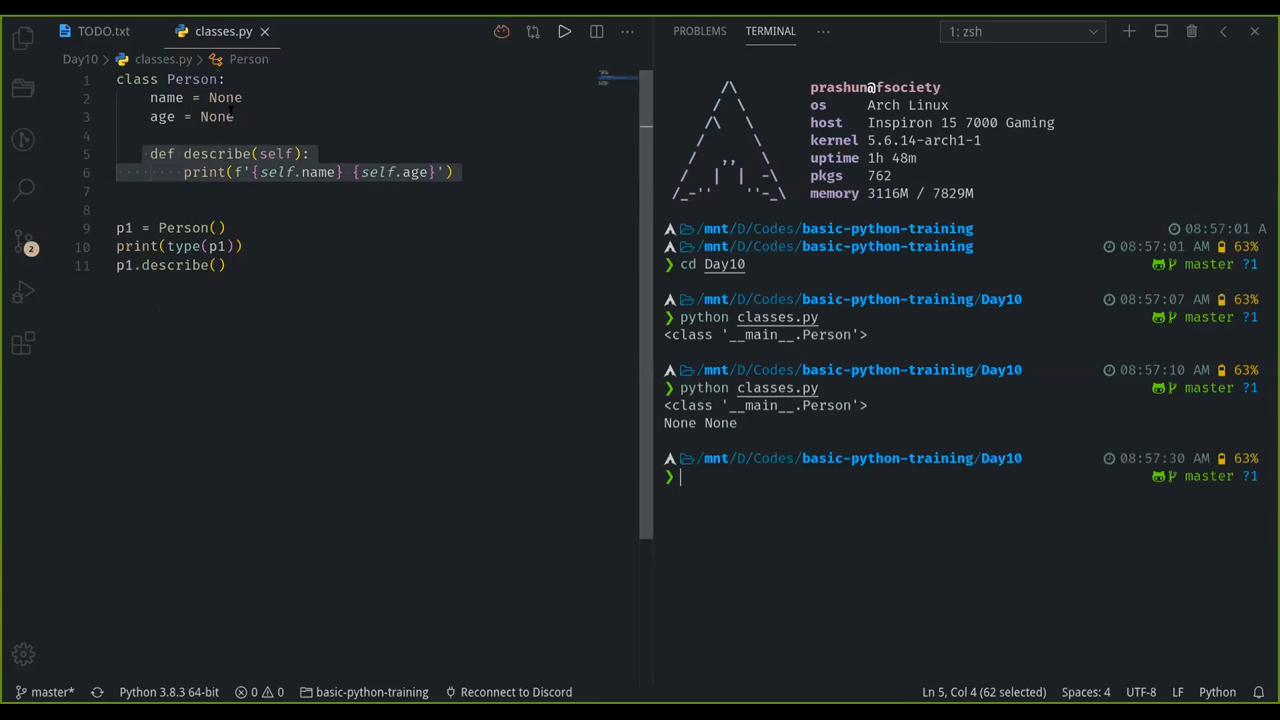 TODO.txt
classes.py
Day10 > classes.py > Person
1 class Person:
2 name = None
3 age = None
4
5 def describe(self):
6 print(f'{self.name} {self.age}')
7
8
9 p1 = Person()
10 print(type(p1))
11 p1.describe()
2
PROBLEMS TERMINAL ···
1: zsh
prashun@fsociety
os Arch Linux
host Inspiron 15 7000 Gaming
kernel 5.6.14-arch1-1
uptime 1h 48m
pkgs 762
memory 3116M / 7829M
/mnt/D/Codes/basic-python-training 08:57:01 A
/mnt/D/Codes/basic-python-training 08:57:01 AM 63%
❯ cd Day10 master ?1
/mnt/D/Codes/basic-python-training/Day10 08:57:07 AM 63%
❯ python classes.py master ?1
<class '__main__.Person'>
/mnt/D/Codes/basic-python-training/Day10 08:57:10 AM 63%
❯ python classes.py master ?1
<class '__main__.Person'>
None None
/mnt/D/Codes/basic-python-training/Day10 08:57:30 AM 63%
❯ master ?1
master* Python 3.8.3 64-bit 0 0 basic-python-training Reconnect to Discord Ln 5, Col 4 (62 selected) Spaces: 4 UTF-8 LF Python